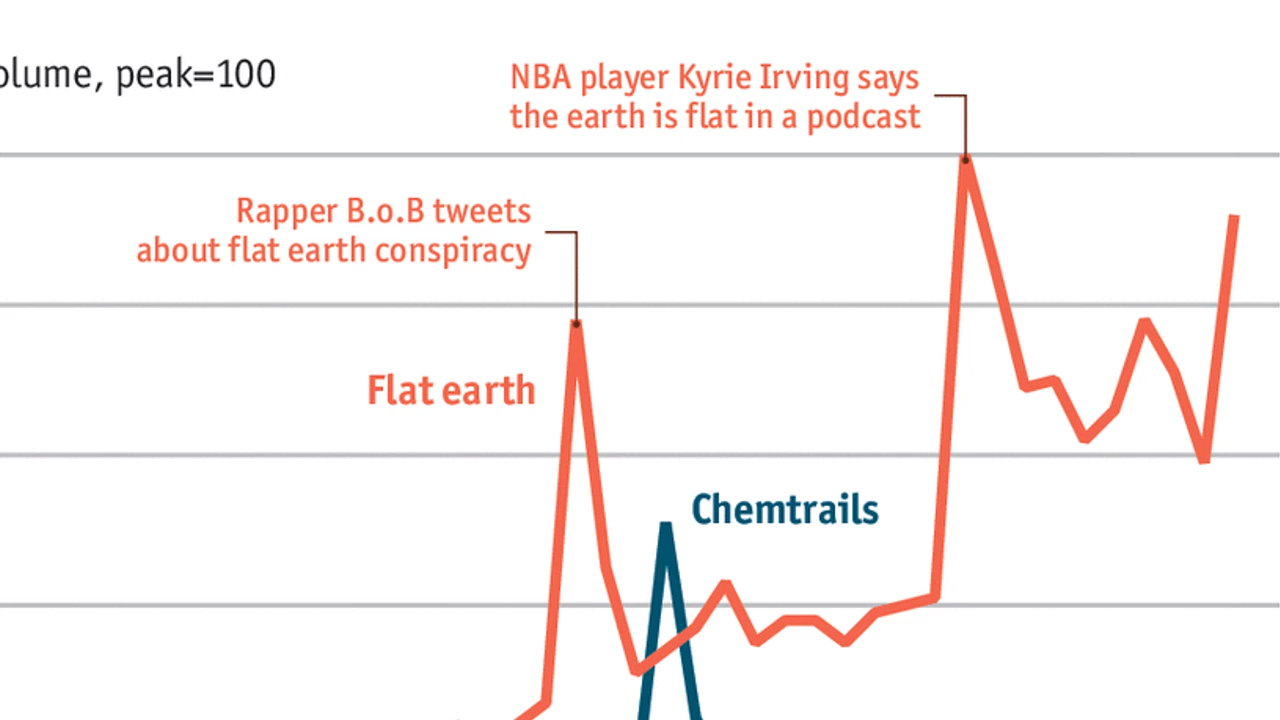 olume, peak=100
NBA player Kyrie Irving says
the earth is flat in a podcast
Rapper B.o.B tweets
about flat earth conspiracy
Flat earth
Chemtrails